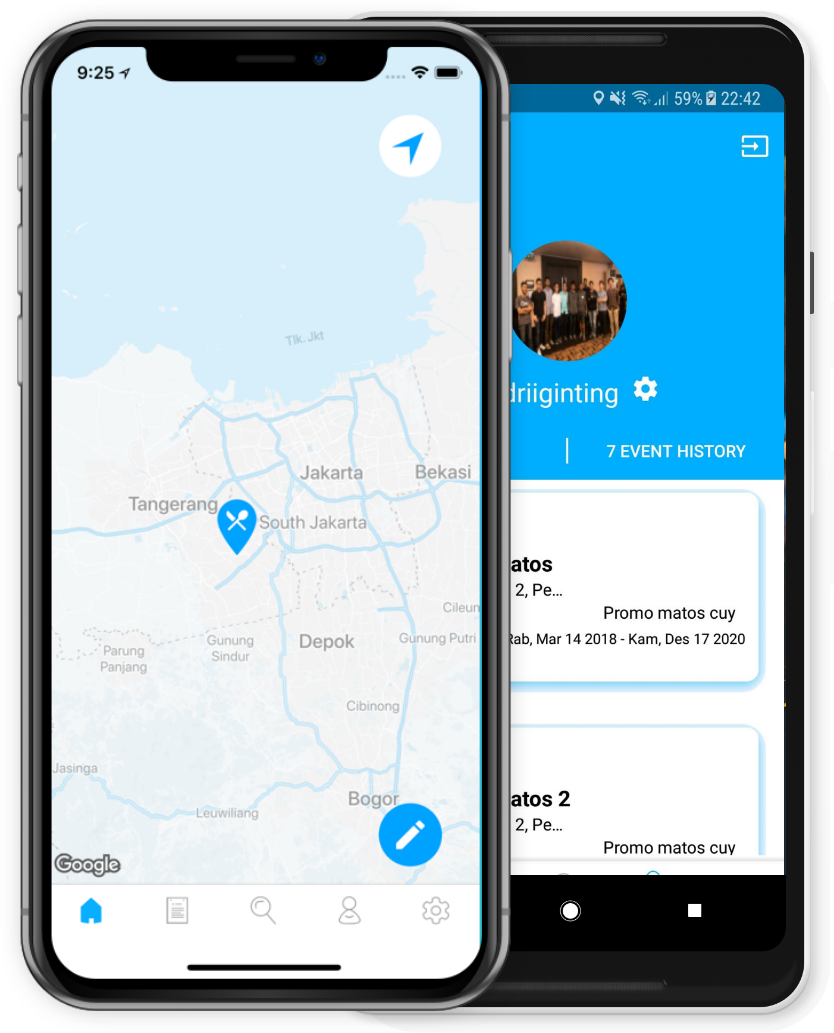 9:25
Tlk. Jkt
Jakarta
Bekasi
Tangerang
South Jakarta
Cileun
Gunung
Sindur
Depok
Gunung Putri
Parung
Panjang
Cibinong
Jasinga
Bogor
Leuwiliang
Google
59% 22:42
driiginting
7 EVENT HISTORY
atos
2, Pe...
Promo matos cuy
Rab, Mar 14 2018 - Kam, Des 17 2020
atos 2
2, Pe...
Promo matos cuy